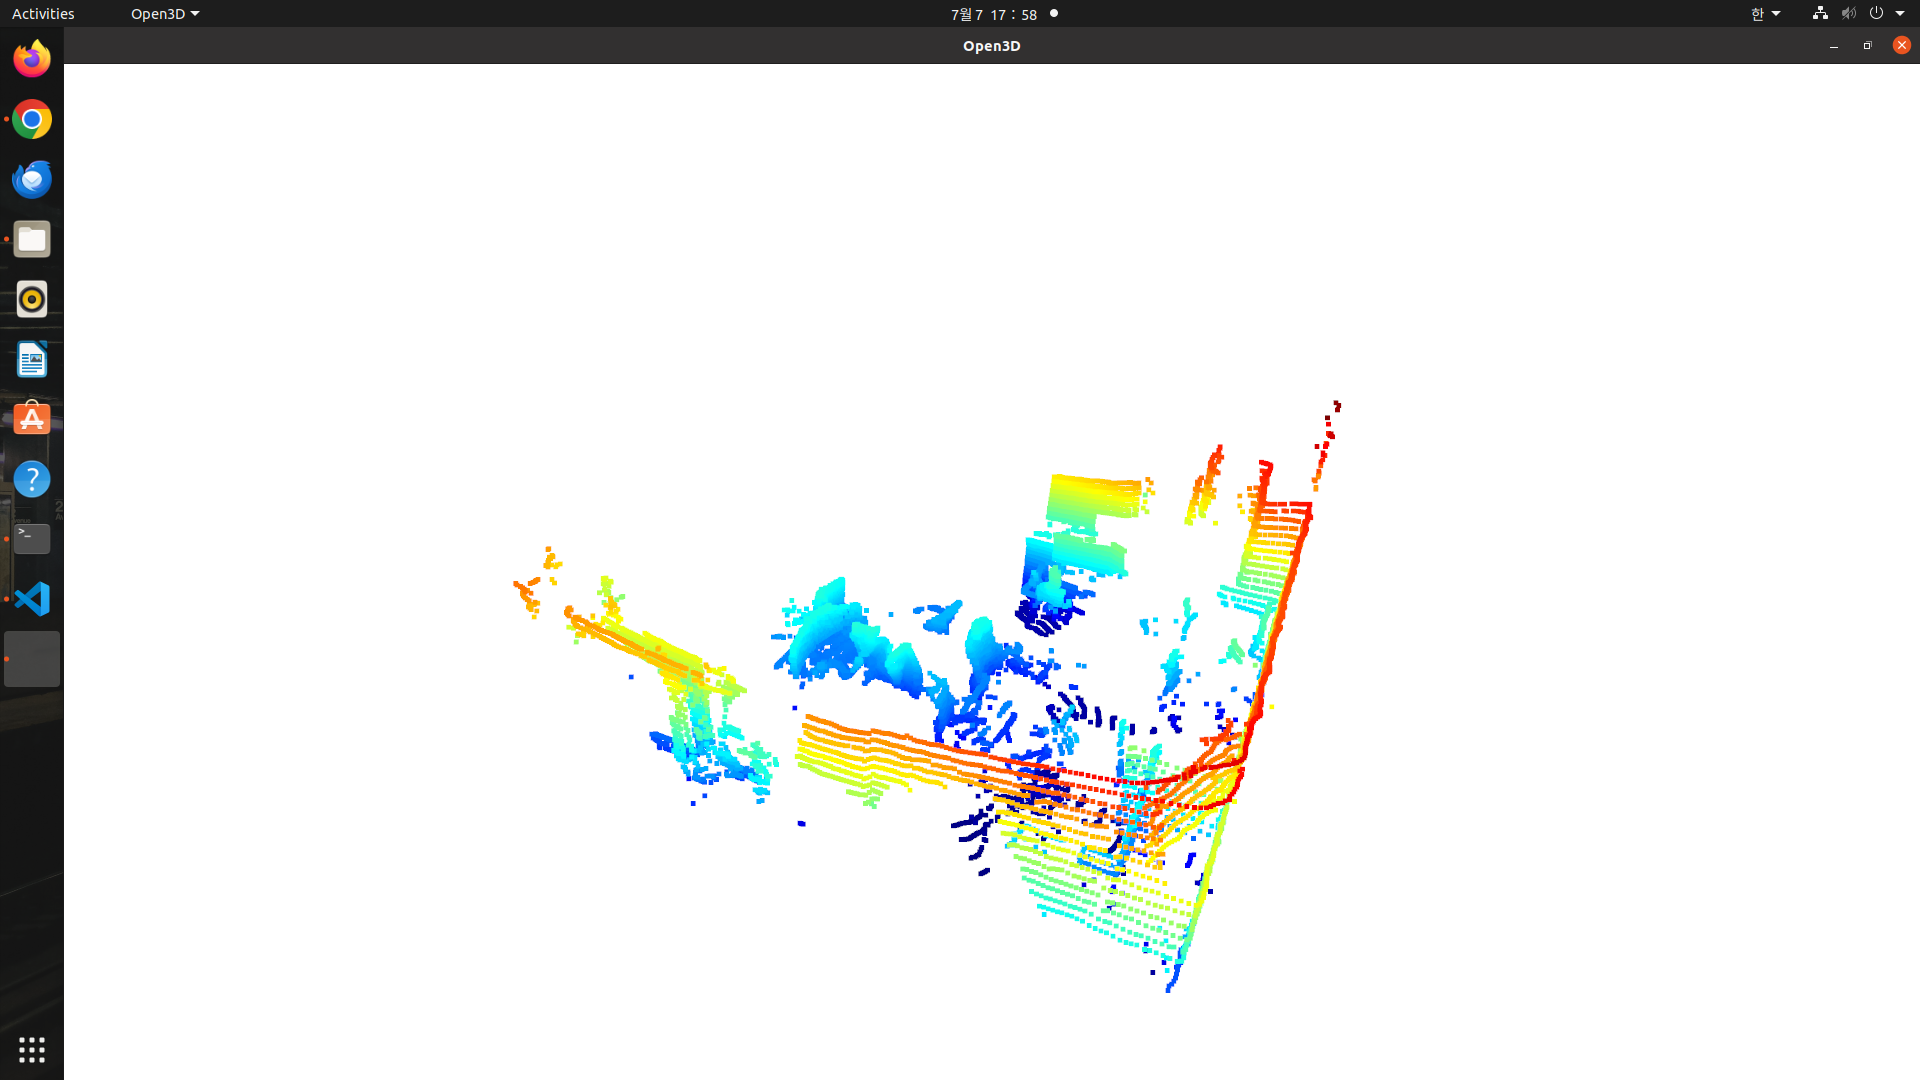 Activities
Open3D
7월 7 17 : 58
한
Open3D